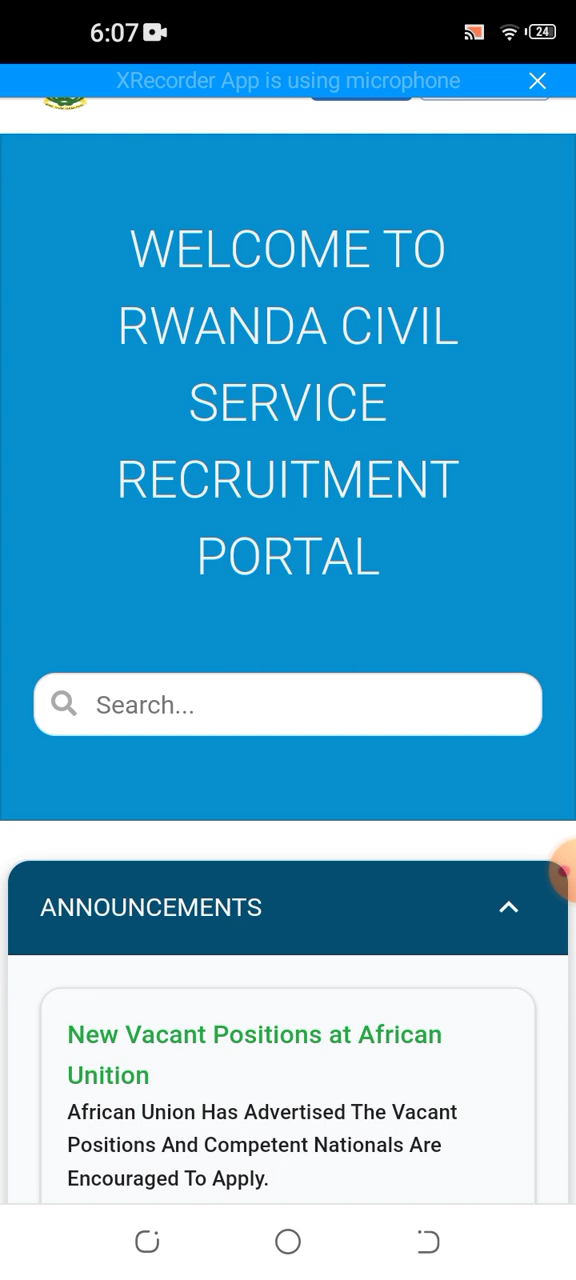 6:07
24
XRecorder App is using microphone
WELCOME TO
RWANDA CIVIL
SERVICE
RECRUITMENT
PORTAL
Search...
ANNOUNCEMENTS
New Vacant Positions at African
Unition
African Union Has Advertised The Vacant
Positions And Competent Nationals Are
Encouraged To Apply.